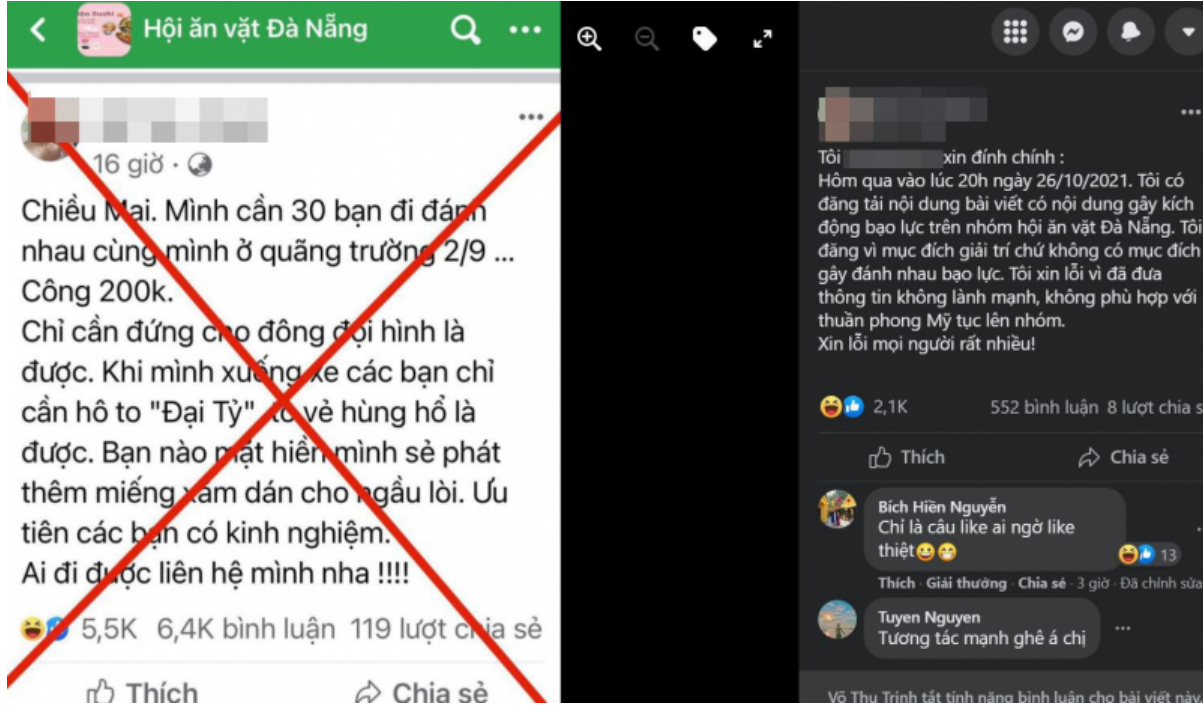 Hội ăn vặt Đà Nẵng
16 giờ ·
Chiều Mai. Mình cần 30 bạn đi đánh
nhau cùng mình ở quãng trường 2/9 ...
Công 200k.
Chỉ cần đứng cho đông đội hình là
được. Khi mình xuống xe các bạn chỉ
cần hô to "Đại Tỷ" tỏ vẻ hùng hổ là
được. Bạn nào mặt hiền mình sẻ phát
thêm miếng xăm dán cho ngầu lòi. Ưu
tiên các bạn có kinh nghiệm.
Ai đi được liên hệ mình nha !!!!
5,5K 6,4K bình luận 119 lượt chia sẻ
Thích Chia sẻ
Tôi xin đính chính :
Hôm qua vào lúc 20h ngày 26/10/2021. Tôi có
đăng tải nội dung bài viết có nội dung gây kích
động bạo lực trên nhóm hội ăn vặt Đà Nẵng. Tôi
đăng vì mục đích giải trí chứ không có mục đích
gây đánh nhau bạo lực. Tôi xin lỗi vì đã đưa
thông tin không lành mạnh, không phù hợp với
thuần phong Mỹ tục lên nhóm.
Xin lỗi mọi người rất nhiều!
2,1K 552 bình luận 8 lượt chia s
Thích Chia sẻ
Bích Hiền Nguyễn
Chỉ là câu like ai ngờ like
thiệt😀😁
13
Thích · Giải thưởng · Chia sẻ · 3 giờ · Đã chỉnh sửa
Tuyen Nguyen
Tương tác mạnh ghê á chị
Võ Thu Trinh tắt tính năng bình luận cho bài viết này.